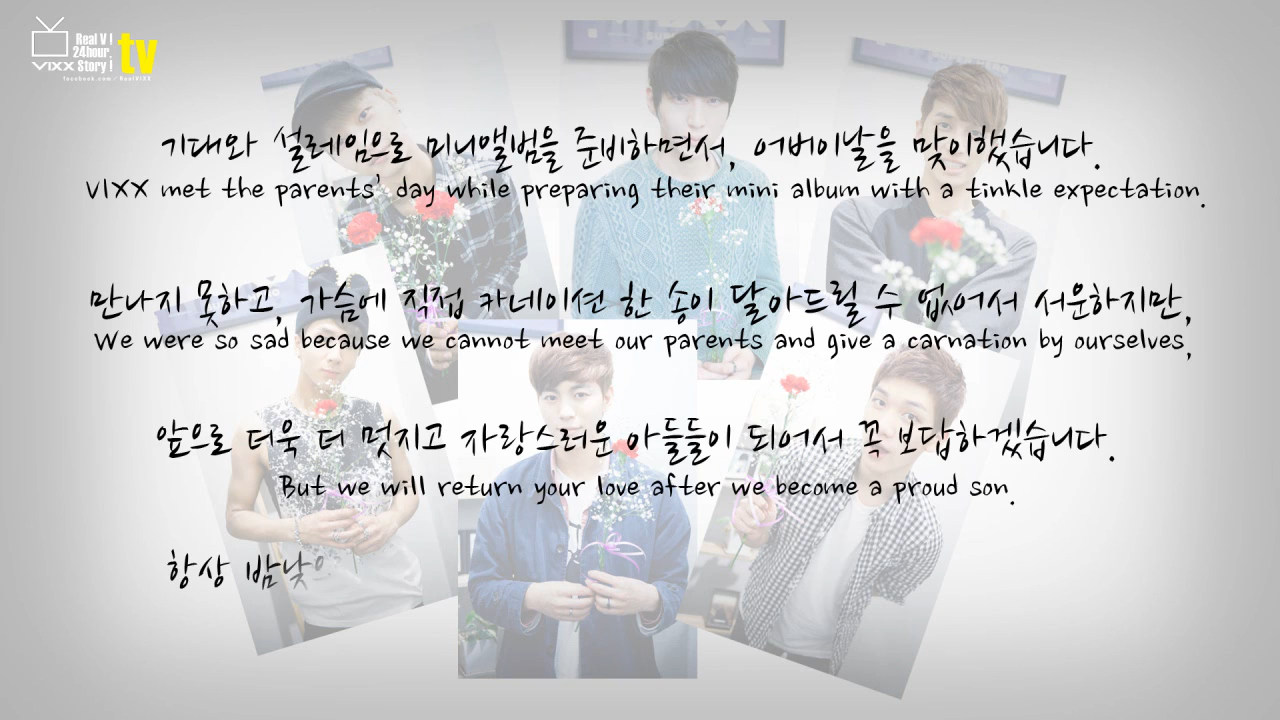 Real V !
24hour,
VIXX Story !
tv
facebook.com/RealVIXX
기대와 설레임으로 미니앨범을 준비하면서, 어버이날을 맞이했습니다.
VIXX met the parents' day while preparing their mini album with a tinkle expectation.
만나지 못하고, 가슴에 직접 카네이션 한 송이 달아드릴 수 없어서 서운하지만,
We were so sad because we cannot meet our parents and give a carnation by ourselves,
앞으로 더욱 더 멋지고 자랑스러운 아들들이 되어서 꼭 보답하겠습니다.
But we will return your love after we become a proud son.
항상 밤낮